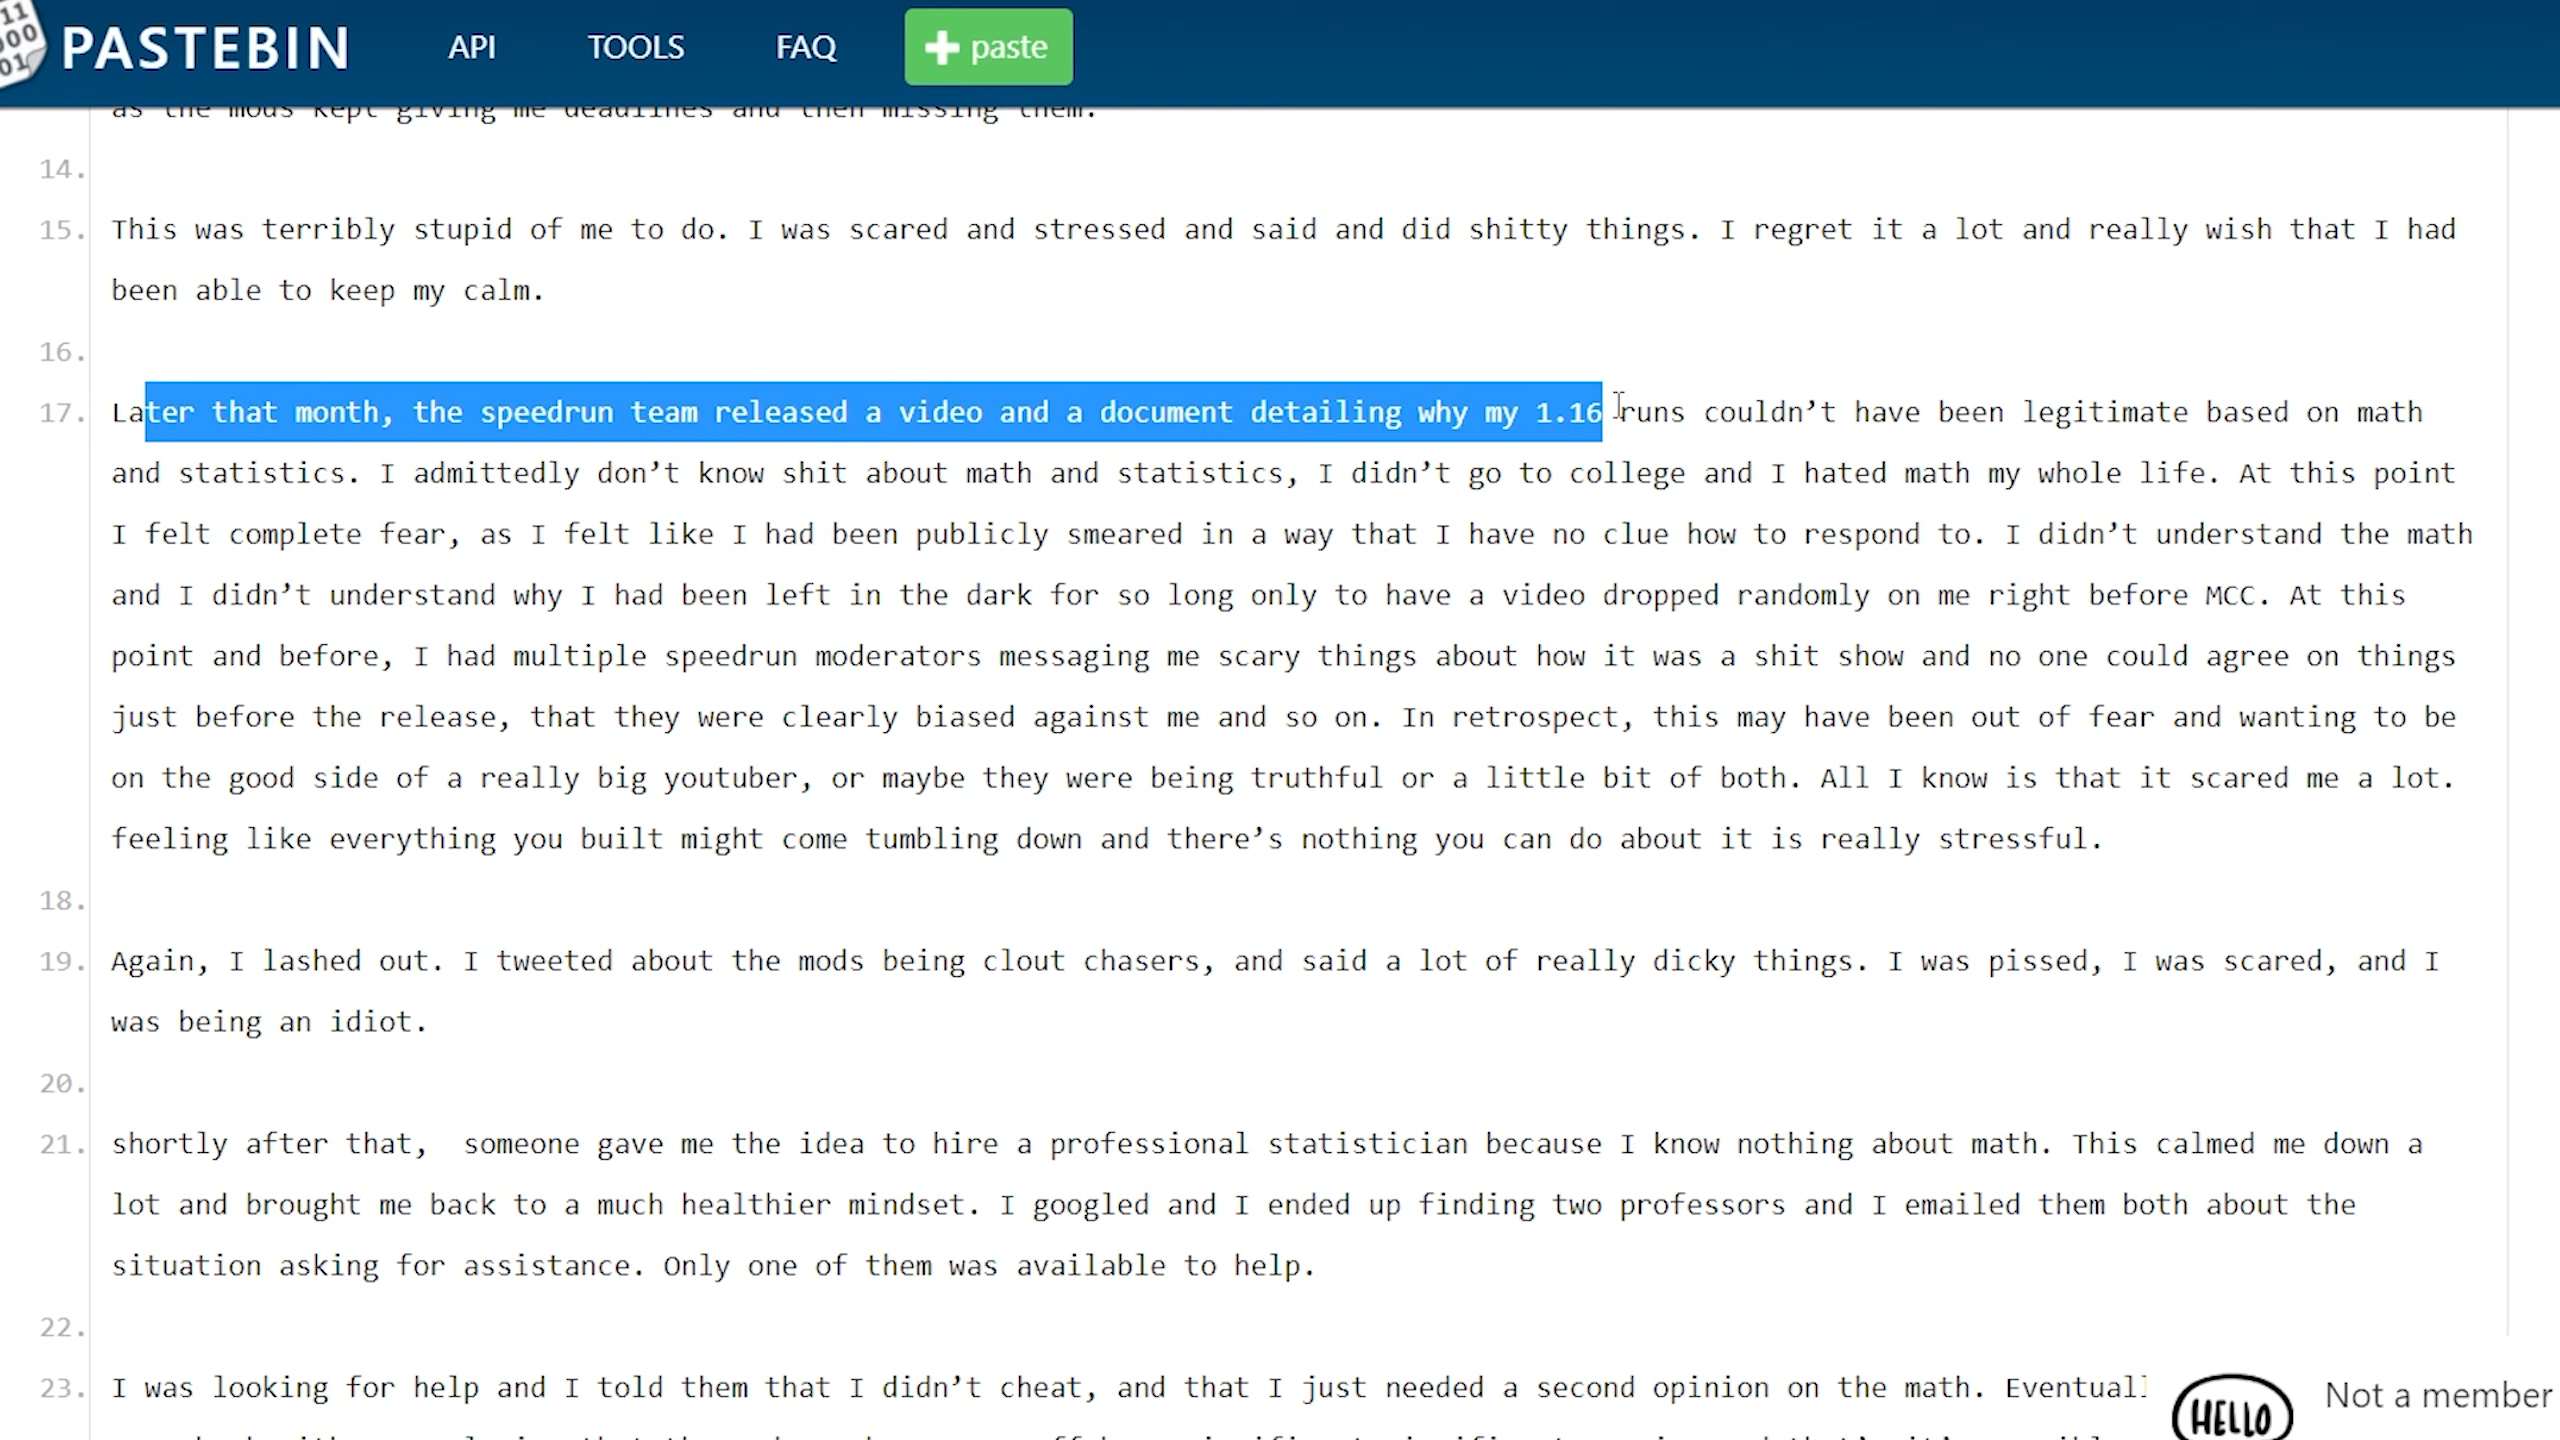 11
000
01
PASTEBIN API TOOLS FAQ paste
as the mods kept giving me deadlines and then missing them.
14.
15. This was terribly stupid of me to do. I was scared and stressed and said and did shitty things. I regret it a lot and really wish that I had
been able to keep my calm.
16.
17. Later that month, the speedrun team released a video and a document detailing why my 1.16 runs couldn’t have been legitimate based on math
and statistics. I admittedly don’t know shit about math and statistics, I didn’t go to college and I hated math my whole life. At this point
I felt complete fear, as I felt like I had been publicly smeared in a way that I have no clue how to respond to. I didn’t understand the math
and I didn’t understand why I had been left in the dark for so long only to have a video dropped randomly on me right before MCC. At this
point and before, I had multiple speedrun moderators messaging me scary things about how it was a shit show and no one could agree on things
just before the release, that they were clearly biased against me and so on. In retrospect, this may have been out of fear and wanting to be
on the good side of a really big youtuber, or maybe they were being truthful or a little bit of both. All I know is that it scared me a lot.
feeling like everything you built might come tumbling down and there’s nothing you can do about it is really stressful.
18.
19. Again, I lashed out. I tweeted about the mods being clout chasers, and said a lot of really dicky things. I was pissed, I was scared, and I
was being an idiot.
20.
21. shortly after that,  someone gave me the idea to hire a professional statistician because I know nothing about math. This calmed me down a
lot and brought me back to a much healthier mindset. I googled and I ended up finding two professors and I emailed them both about the
situation asking for assistance. Only one of them was available to help.
22.
23. I was looking for help and I told them that I didn’t cheat, and that I just needed a second opinion on the math. Eventuall
HELLO Not a member